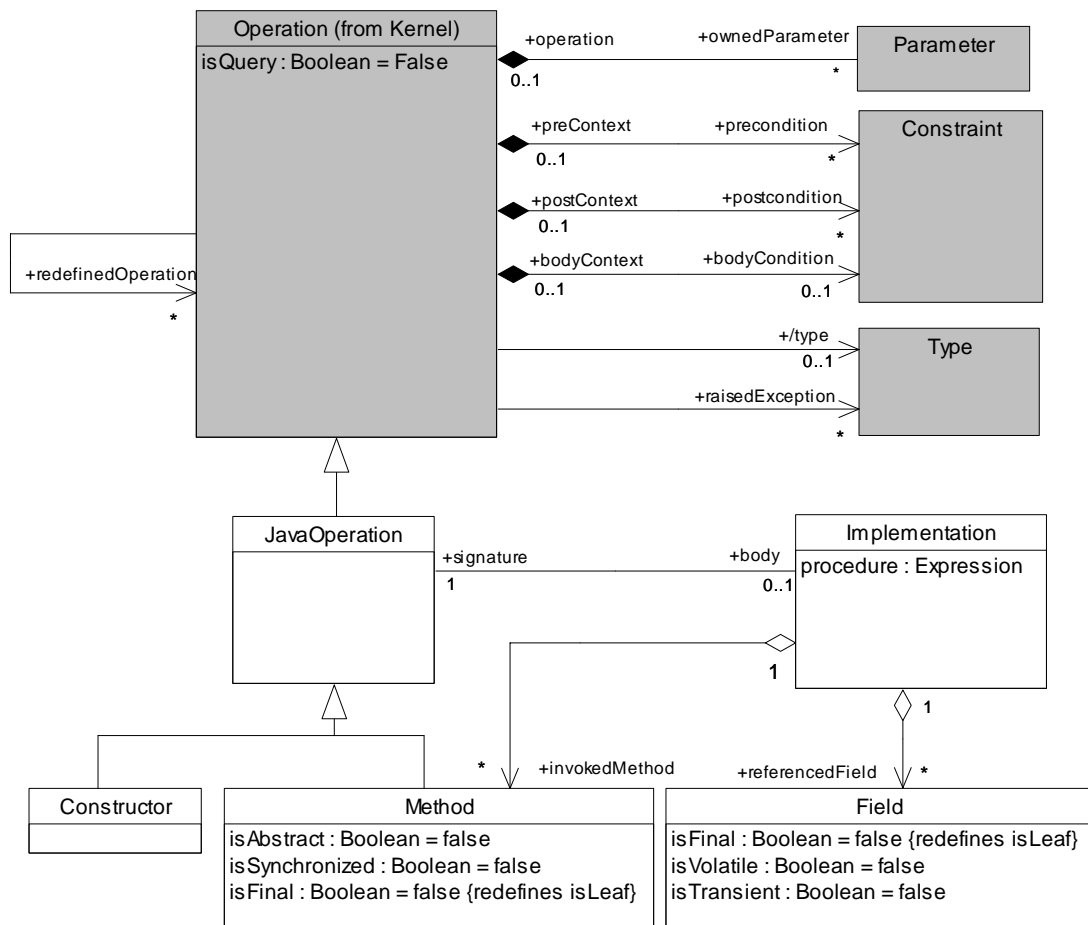 Operation (from Kernel)
isQuery : Boolean = False
+operation
+ownedParameter
0..1
*
Parameter
+preContext
+precondition
0..1
*
Constraint
+postContext
+postcondition
0..1
*
+bodyContext
+bodyCondition
0..1
0..1
+redefinedOperation
*
+/type
0..1
Type
+raisedException
*
JavaOperation
+signature
1
+body
0..1
Implementation
procedure : Expression
1
1
*
+invokedMethod
+referencedField
*
Constructor
Method
isAbstract : Boolean = false
isSynchronized : Boolean = false
isFinal : Boolean = false {redefines isLeaf}
Field
isFinal : Boolean = false {redefines isLeaf}
isVolatile : Boolean = false
isTransient : Boolean = false